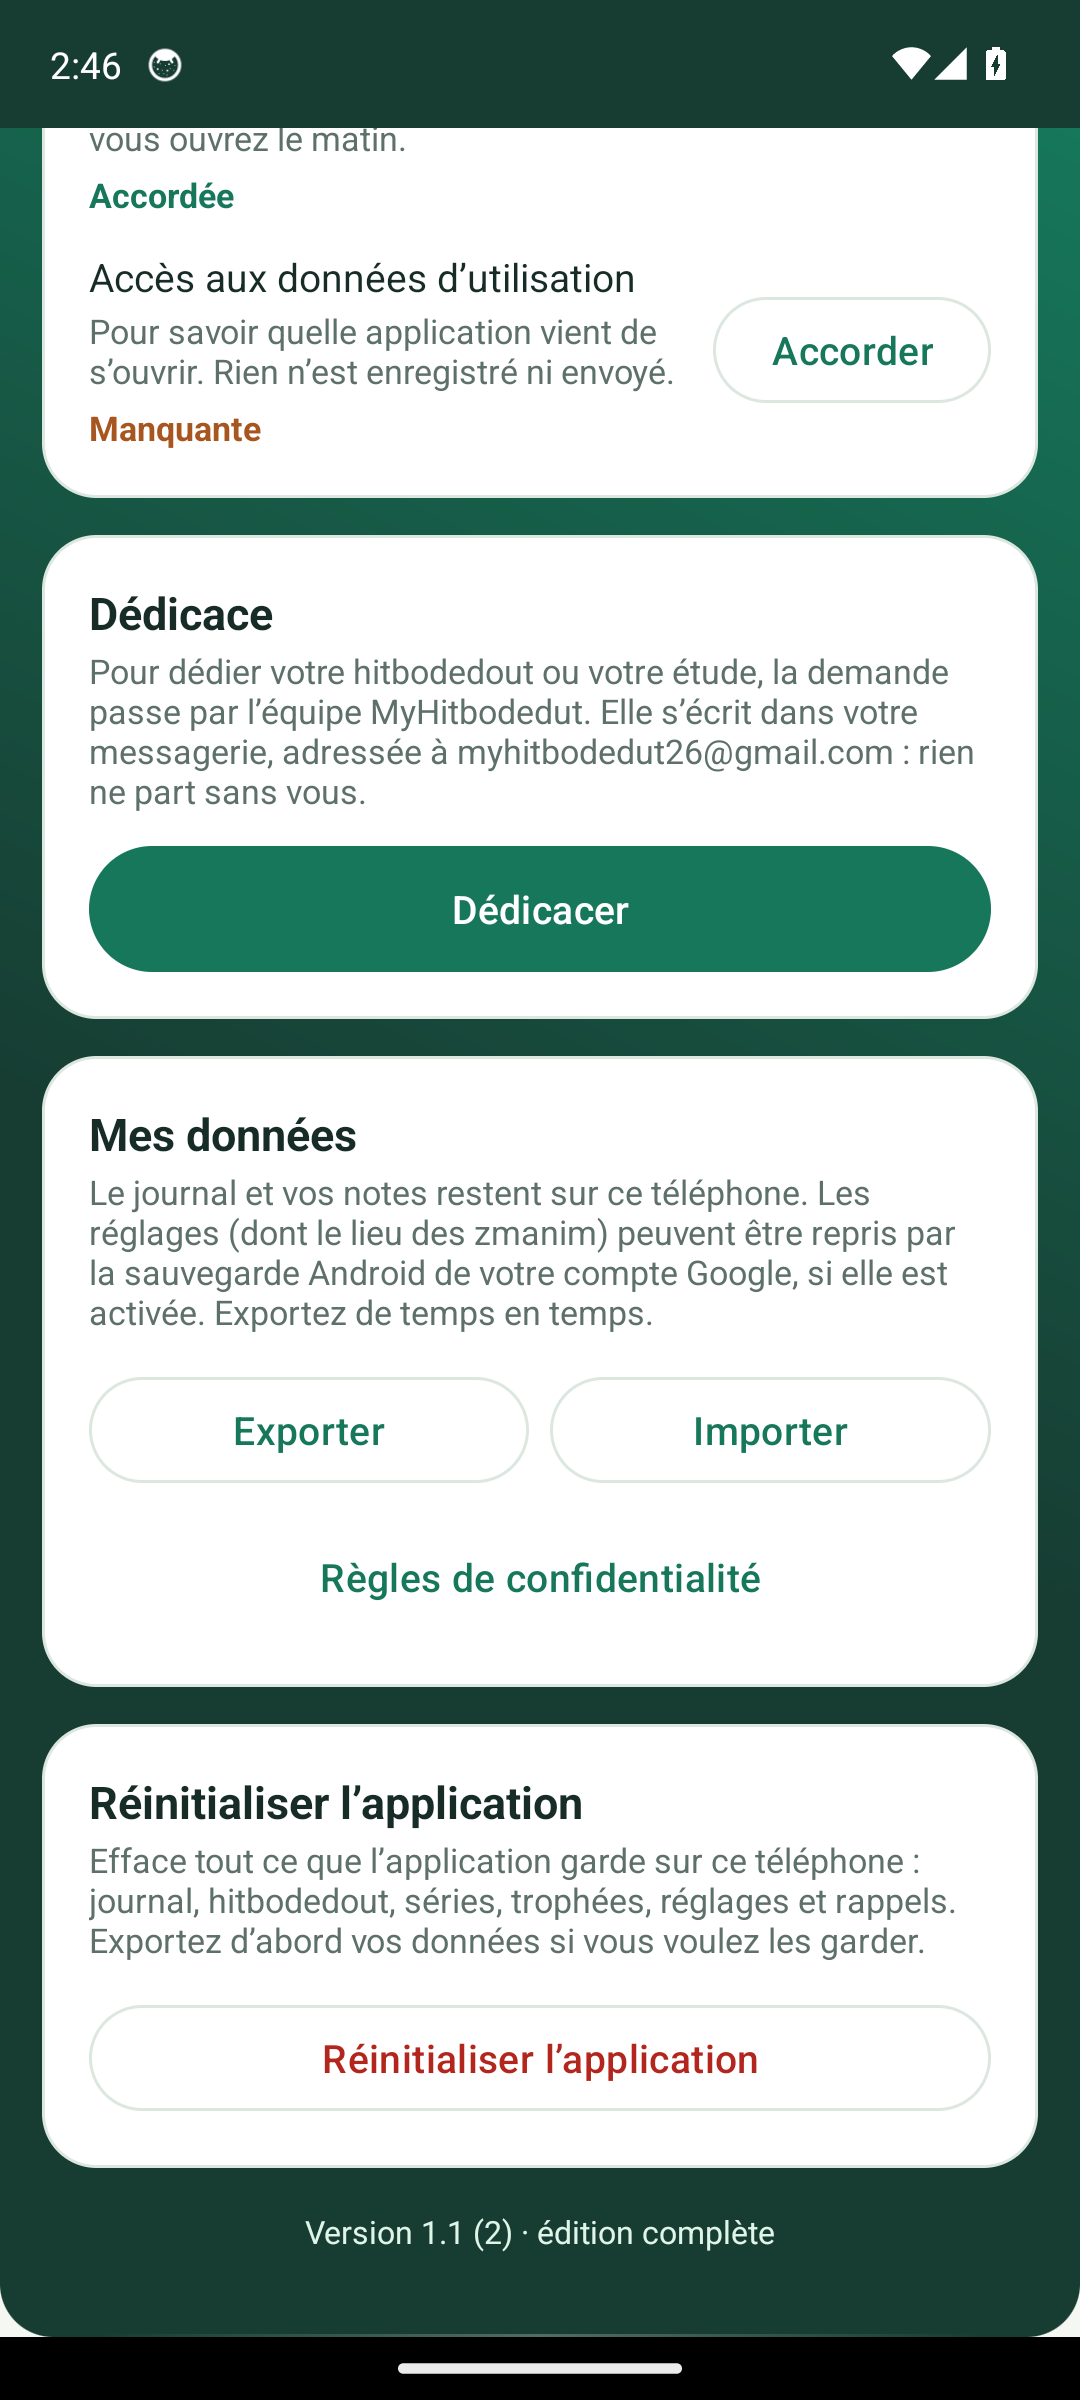 2:46
vous ouvrez le matin.
Accordée
Accès aux données d’utilisation
Pour savoir quelle application vient de
s’ouvrir. Rien n’est enregistré ni envoyé.
Accorder
Manquante
Dédicace
Pour dédier votre hitbodedout ou votre étude, la demande
passe par l’équipe MyHitbodedut. Elle s’écrit dans votre
messagerie, adressée à myhitbodedut26@gmail.com : rien
ne part sans vous.
Dédicacer
Mes données
Le journal et vos notes restent sur ce téléphone. Les
réglages (dont le lieu des zmanim) peuvent être repris par
la sauvegarde Android de votre compte Google, si elle est
activée. Exportez de temps en temps.
Exporter
Importer
Règles de confidentialité
Réinitialiser l’application
Efface tout ce que l’application garde sur ce téléphone :
journal, hitbodedout, séries, trophées, réglages et rappels.
Exportez d’abord vos données si vous voulez les garder.
Réinitialiser l’application
Version 1.1 (2) · édition complète